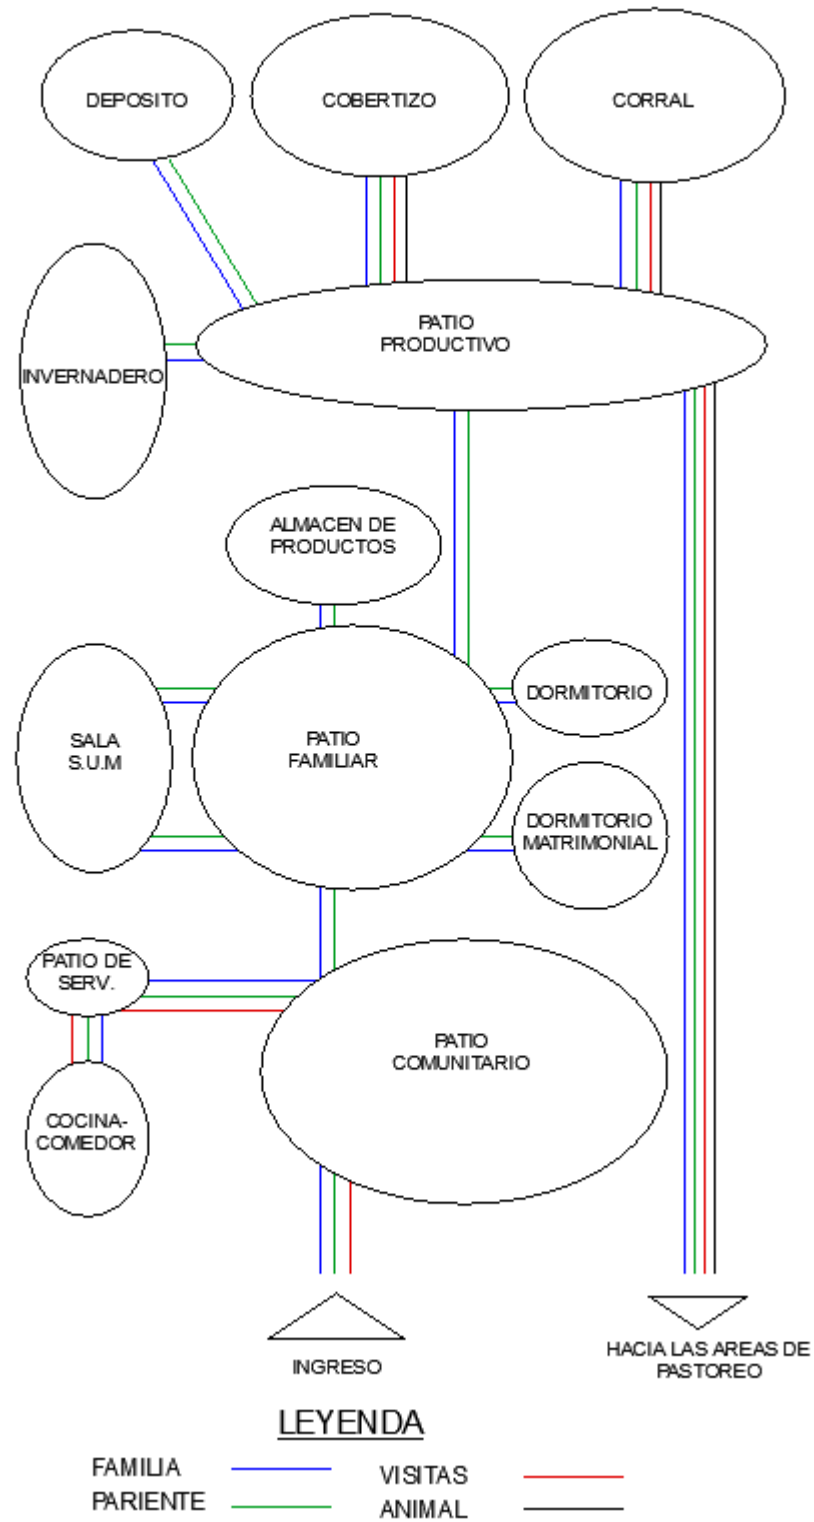 DEPOSITO
COBERTIZO
CORRAL
PATIO
PRODUCTIVO
INVERNADERO
ALMACEN DE
PRODUCTOS
DORMITORIO
SALA
S.U.M
PATIO
FAMILIAR
DORMITORIO
MATRIMONIAL
PATIO DE
SERV.
PATIO
COMUNITARIO
COCINA-
COMEDOR
INGRESO
HACIA LAS AREAS DE
PASTOREO
LEYENDA
FAMILIA
VISITAS
PARIENTE
ANIMAL